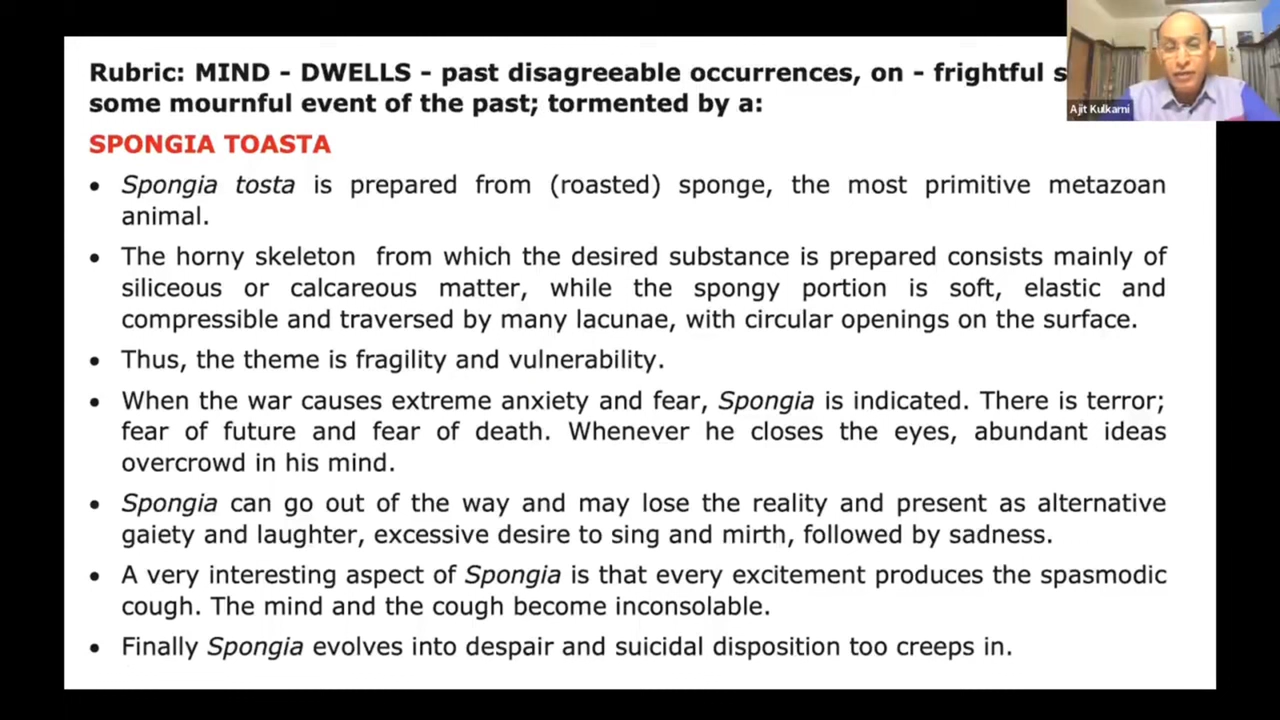 Rubric: MIND - DWELLS - past disagreeable occurrences, on - frightful
some mournful event of the past; tormented by a:
Ajit Kulkarni
SPONGIA TOASTA
• Spongia tosta is prepared from (roasted) sponge, the most primitive metazoan
animal.
• The horny skeleton from which the desired substance is prepared consists mainly of
siliceous or calcareous matter, while the spongy portion is soft, elastic and
compressible and traversed by many lacunae, with circular openings on the surface.
• Thus, the theme is fragility and vulnerability.
• When the war causes extreme anxiety and fear, Spongia is indicated. There is terror;
fear of future and fear of death. Whenever he closes the eyes, abundant ideas
overcrowd in his mind.
• Spongia can go out of the way and may lose the reality and present as alternative
gaiety and laughter, excessive desire to sing and mirth, followed by sadness.
• A very interesting aspect of Spongia is that every excitement produces the spasmodic
cough. The mind and the cough become inconsolable.
• Finally Spongia evolves into despair and suicidal disposition too creeps in.